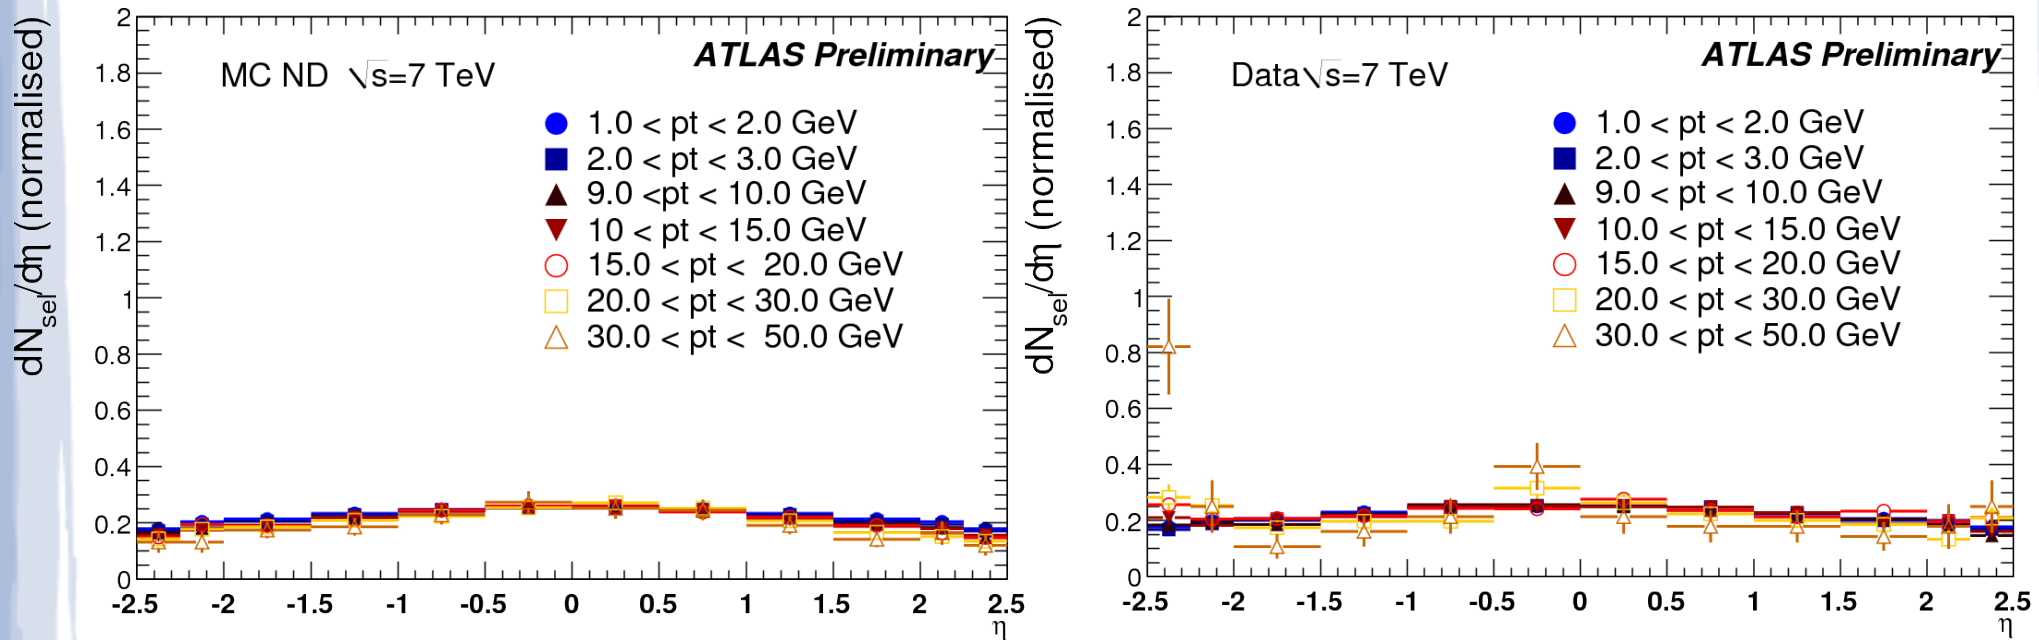 dN_sel/dη (normalised)
2
1.8
1.6
1.4
1.2
1
0.8
0.6
0.4
0.2
0
ATLAS Preliminary
MC ND √s=7 TeV
1.0 < pt < 2.0 GeV
2.0 < pt < 3.0 GeV
9.0 <pt < 10.0 GeV
10 < pt < 15.0 GeV
15.0 < pt < 20.0 GeV
20.0 < pt < 30.0 GeV
30.0 < pt < 50.0 GeV
-2.5 -2 -1.5 -1 -0.5 0 0.5 1 1.5 2 2.5
η
dN_sel/dη (normalised)
2
1.8
1.6
1.4
1.2
1
0.8
0.6
0.4
0.2
0
ATLAS Preliminary
Data√s=7 TeV
1.0 < pt < 2.0 GeV
2.0 < pt < 3.0 GeV
9.0 < pt < 10.0 GeV
10.0 < pt < 15.0 GeV
15.0 < pt < 20.0 GeV
20.0 < pt < 30.0 GeV
30.0 < pt < 50.0 GeV
-2.5 -2 -1.5 -1 -0.5 0 0.5 1 1.5 2 2.5
η